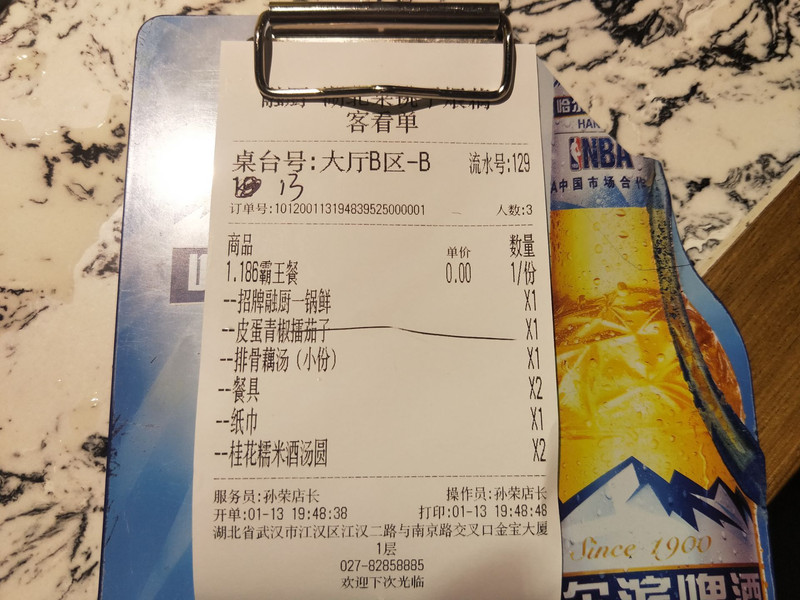 客看单
桌台号:大厅B区-B
流水号:129
13
订单号:101200113194839525000001
人数:3
商品 单价 数量
1.186霸王餐 0.00 1/份
--招牌融厨一锅鲜 X1
--皮蛋青椒擂茄子 X1
--排骨藕汤(小份) X1
--餐具 X2
--纸巾 X1
--桂花糯米酒汤圆 X2
服务员:孙荣店长 操作员:孙荣店长
开单:01-13 19:48:38 打印:01-13 19:48:48
湖北省武汉市江汉区江汉二路与南京路交叉口金宝大厦
1层
027-82858885
欢迎下次光临
NBA
中国市场合作
Since 1900
尔滨啤酒